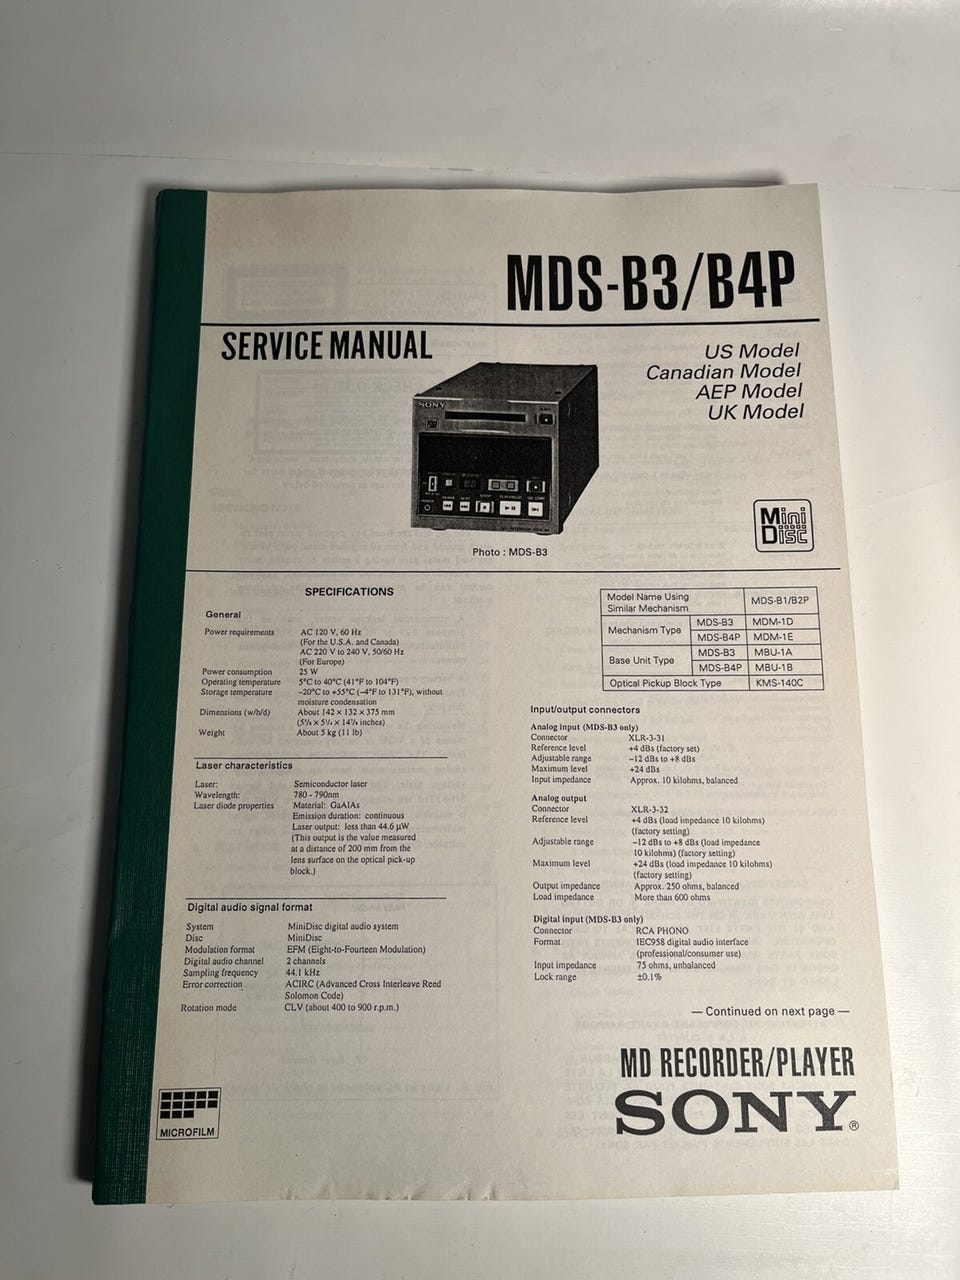 MDS-B3/B4P
SERVICE MANUAL
US Model
Canadian Model
AEP Model
UK Model
SONY
Photo : MDS-B3
Mini
Disc
SPECIFICATIONS
General
Power requirements AC 120 V, 60 Hz
(For the U.S.A. and Canada)
AC 220 V to 240 V, 50/60 Hz
(For Europe)
Power consumption 25 W
Operating temperature 5°C to 40°C (41°F to 104°F)
Storage temperature −20°C to +55°C (−4°F to 131°F), without
moisture condensation
Dimensions (w/h/d) About 142 × 132 × 375 mm
(5¼ × 5¼ × 14¾ inches)
Weight About 5 kg (11 lb)
Laser characteristics
Laser: Semiconductor laser
Wavelength: 780 - 790nm
Laser diode properties Material: GaAlAs
Emission duration: continuous
Laser output: less than 44.6 µW
(This output is the value measured
at a distance of 200 mm from the
lens surface on the optical pick-up
block.)
Digital audio signal format
System MiniDisc digital audio system
Disc MiniDisc
Modulation format EFM (Eight-to-Fourteen Modulation)
Digital audio channel 2 channels
Sampling frequency 44.1 kHz
Error correction ACIRC (Advanced Cross Interleave Reed
Solomon Code)
Rotation mode CLV (about 400 to 900 r.p.m.)
Model Name Using
Similar Mechanism MDS-B1/B2P
Mechanism Type MDS-B3 MDM-1D
MDS-B4P MDM-1E
Base Unit Type MDS-B3 MBU-1A
MDS-B4P MBU-1B
Optical Pickup Block Type KMS-140C
Input/output connectors
Analog input (MDS-B3 only)
Connector XLR-3-31
Reference level +4 dBs (factory set)
Adjustable range −12 dBs to +8 dBs
Maximum level +24 dBs
Input impedance Approx. 10 kilohms, balanced
Analog output
Connector XLR-3-32
Reference level +4 dBs (load impedance 10 kilohms)
(factory setting)
Adjustable range −12 dBs to +8 dBs (load impedance
10 kilohms) (factory setting)
Maximum level +24 dBs (load impedance 10 kilohms)
(factory setting)
Output impedance Approx. 250 ohms, balanced
Load impedance More than 600 ohms
Digital input (MDS-B3 only)
Connector RCA PHONO
Format IEC958 digital audio interface
(professional/consumer use)
Input impedance 75 ohms, unbalanced
Lock range ±0.1%
— Continued on next page —
MD RECORDER/PLAYER
SONY®
MICROFILM